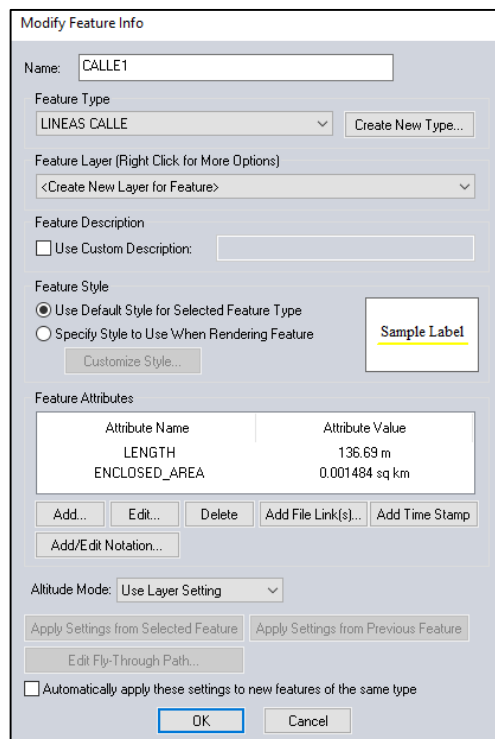 Modify Feature Info
Name: CALLE1
Feature Type
LINEAS CALLE
Create New Type...
Feature Layer (Right Click for More Options)
<Create New Layer for Feature>
Feature Description
Use Custom Description:
Feature Style
Use Default Style for Selected Feature Type
Specify Style to Use When Rendering Feature
Sample Label
Customize Style...
Feature Attributes
Attribute Name Attribute Value
LENGTH 136.69 m
ENCLOSED_AREA 0.001484 sq km
Add... Edit... Delete Add File Link(s)... Add Time Stamp
Add/Edit Notation...
Altitude Mode: Use Layer Setting
Apply Settings from Selected Feature Apply Settings from Previous Feature
Edit Fly-Through Path...
Automatically apply these settings to new features of the same type
OK Cancel